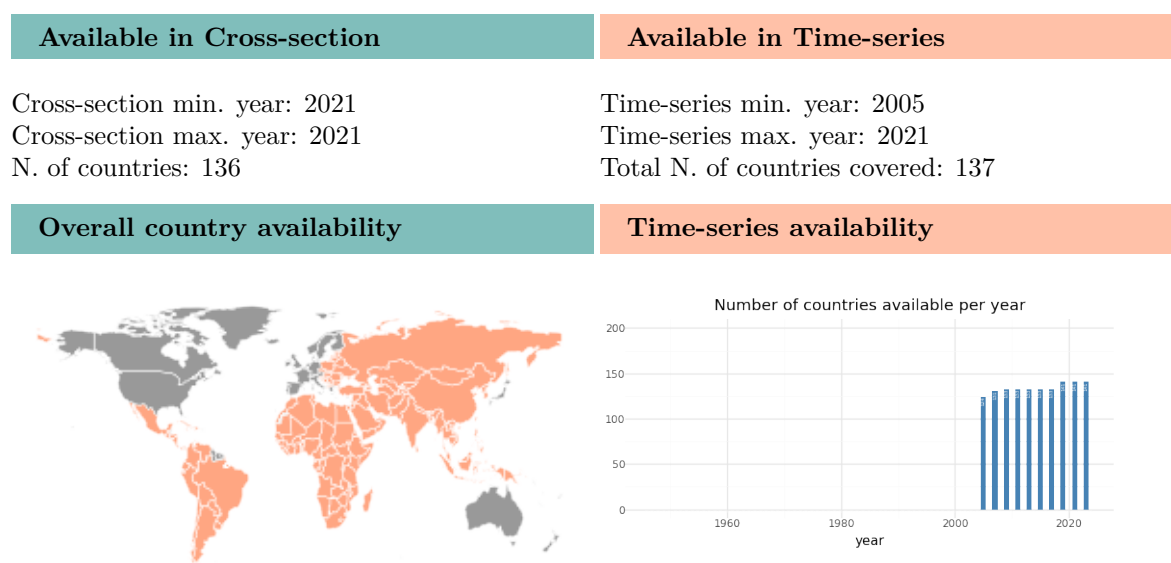 Available in Cross-section
Available in Time-series
Cross-section min. year: 2021
Cross-section max. year: 2021
N. of countries: 136
Time-series min. year: 2005
Time-series max. year: 2021
Total N. of countries covered: 137
Overall country availability
Time-series availability
Number of countries available per year
200
150
100
50
0
1960 1980 2000 2020
year